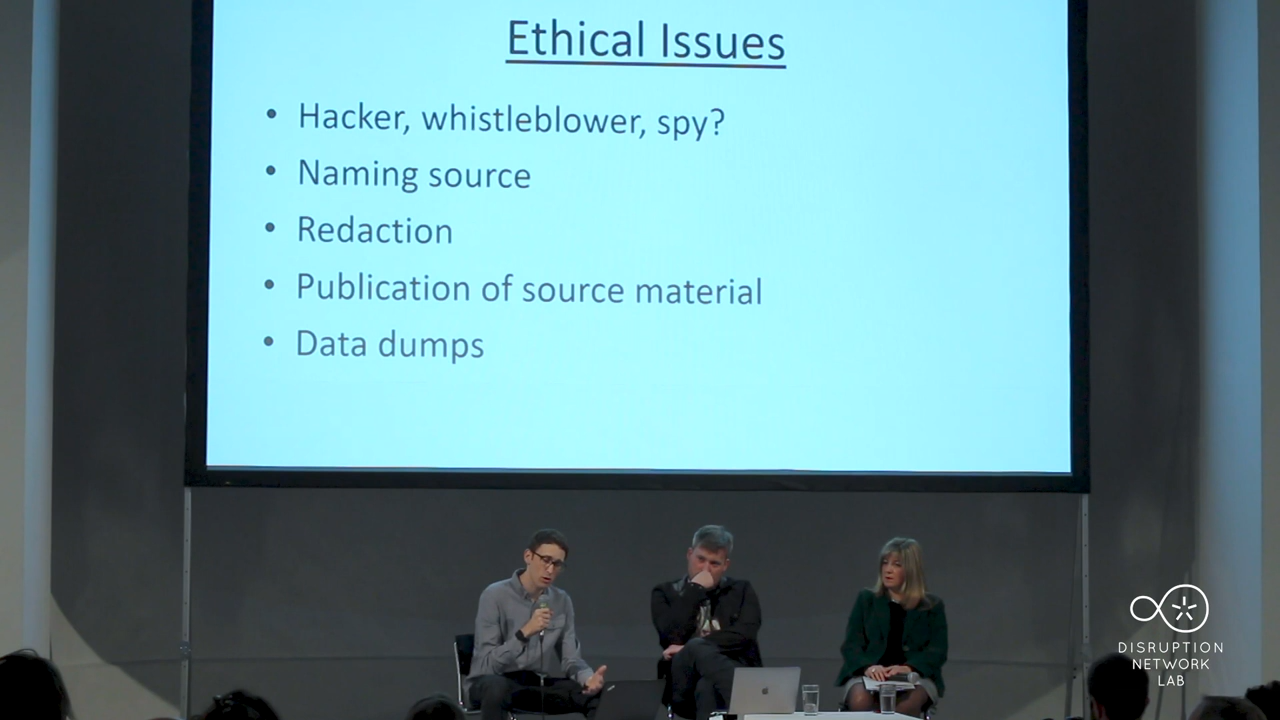 Ethical Issues
• Hacker, whistleblower, spy?
• Naming source
• Redaction
• Publication of source material
• Data dumps
DISRUPTION
NETWORK
LAB